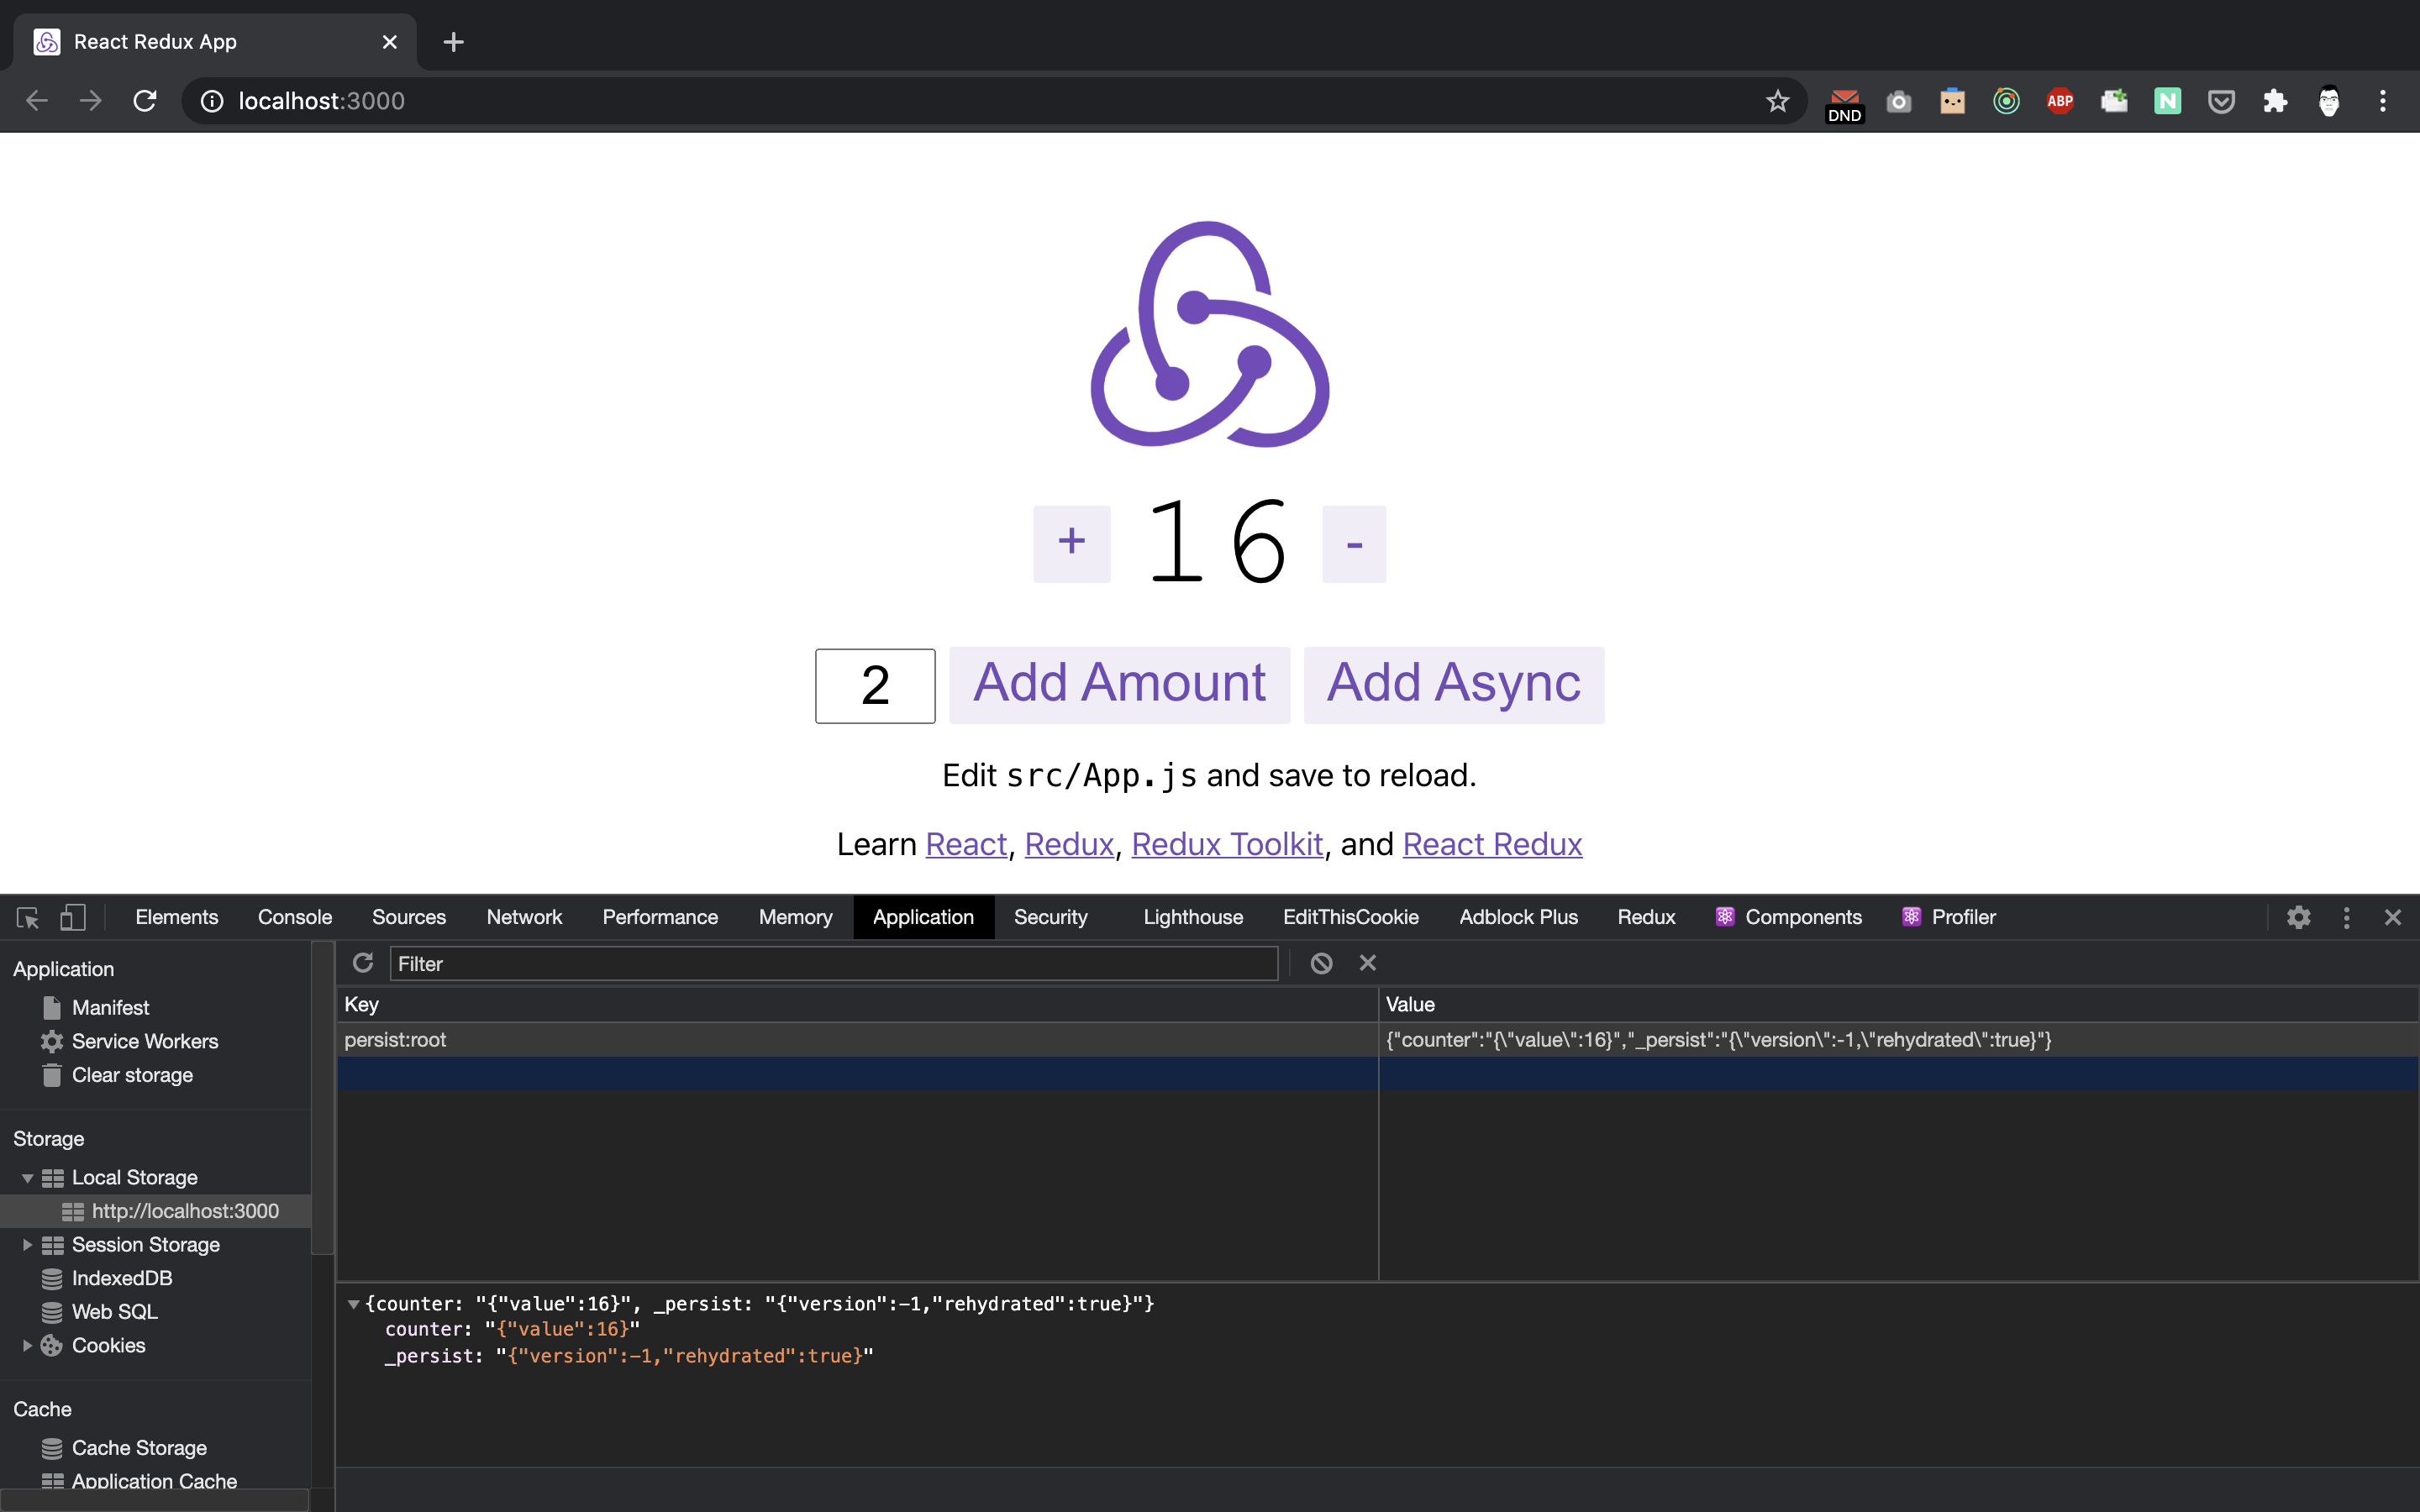 React Redux App
localhost:3000
DND
ABP
N
+ 16 -
2 Add Amount Add Async
Edit src/App.js and save to reload.
Learn React, Redux, Redux Toolkit, and React Redux
Elements Console Sources Network Performance Memory Application Security Lighthouse EditThisCookie Adblock Plus Redux Components Profiler
Application
Manifest
Service Workers
Clear storage
Storage
Local Storage
http://localhost:3000
Session Storage
IndexedDB
Web SQL
Cookies
Cache
Cache Storage
Application Cache
Filter
Key Value
persist:root {"counter":"{\"value\":16}","_persist":"{\"version\":-1,\"rehydrated\":true}"}
{counter: "{"value":16}", _persist: "{"version":-1,"rehydrated":true}"}
counter: "{"value":16}"
_persist: "{"version":-1,"rehydrated":true}"